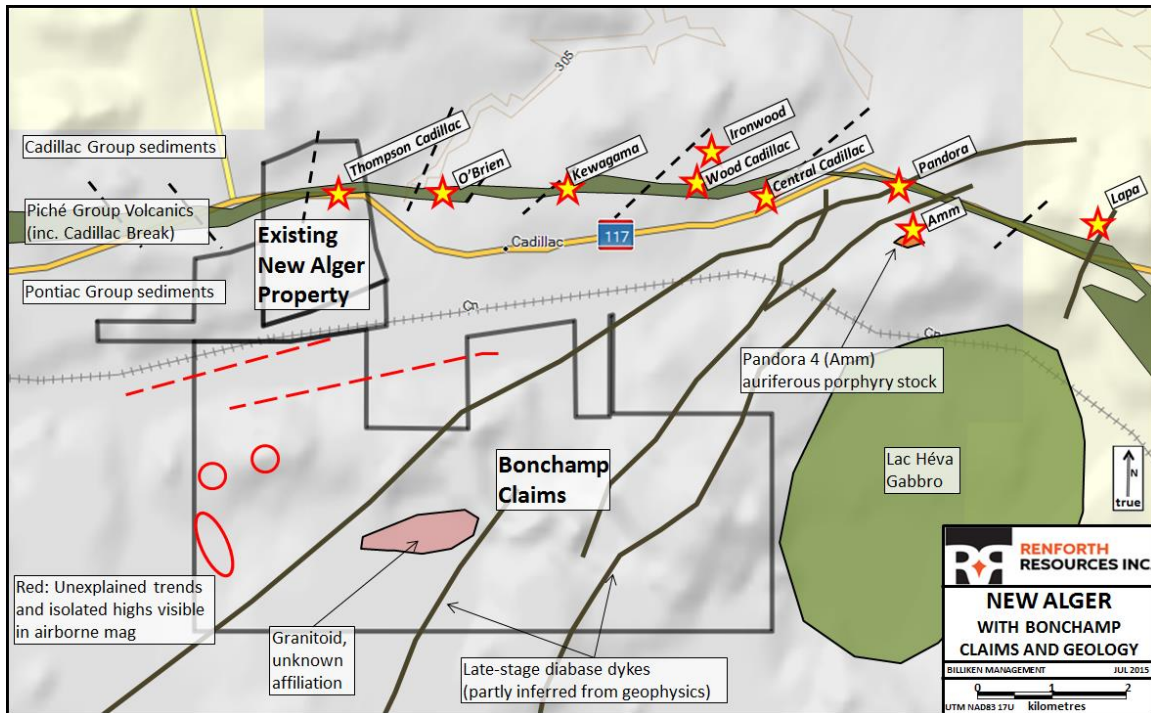 305
Cadillac Group sediments
Thompson Cadillac
O'Brien
Kewagama
Ironwood
Wood Cadillac
Central Cadillac
Pandora
Amm
Lapa
Piché Group Volcanics
(inc. Cadillac Break)
Existing
New Alger
Property
Cadillac
117
Pontiac Group sediments
Cn
Cn
Pandora 4 (Amm)
auriferous porphyry stock
Bonchamp
Claims
Lac Héva
Gabbro
N
true
Red: Unexplained trends
and isolated highs visible
in airborne mag
Granitoid,
unknown
affiliation
Late-stage diabase dykes
(partly inferred from geophysics)
RENFORTH
RESOURCES INC.
NEW ALGER
WITH BONCHAMP
CLAIMS AND GEOLOGY
BILLIKEN MANAGEMENT JUL 2015
0 1 2
UTM NAD83 17U kilometres